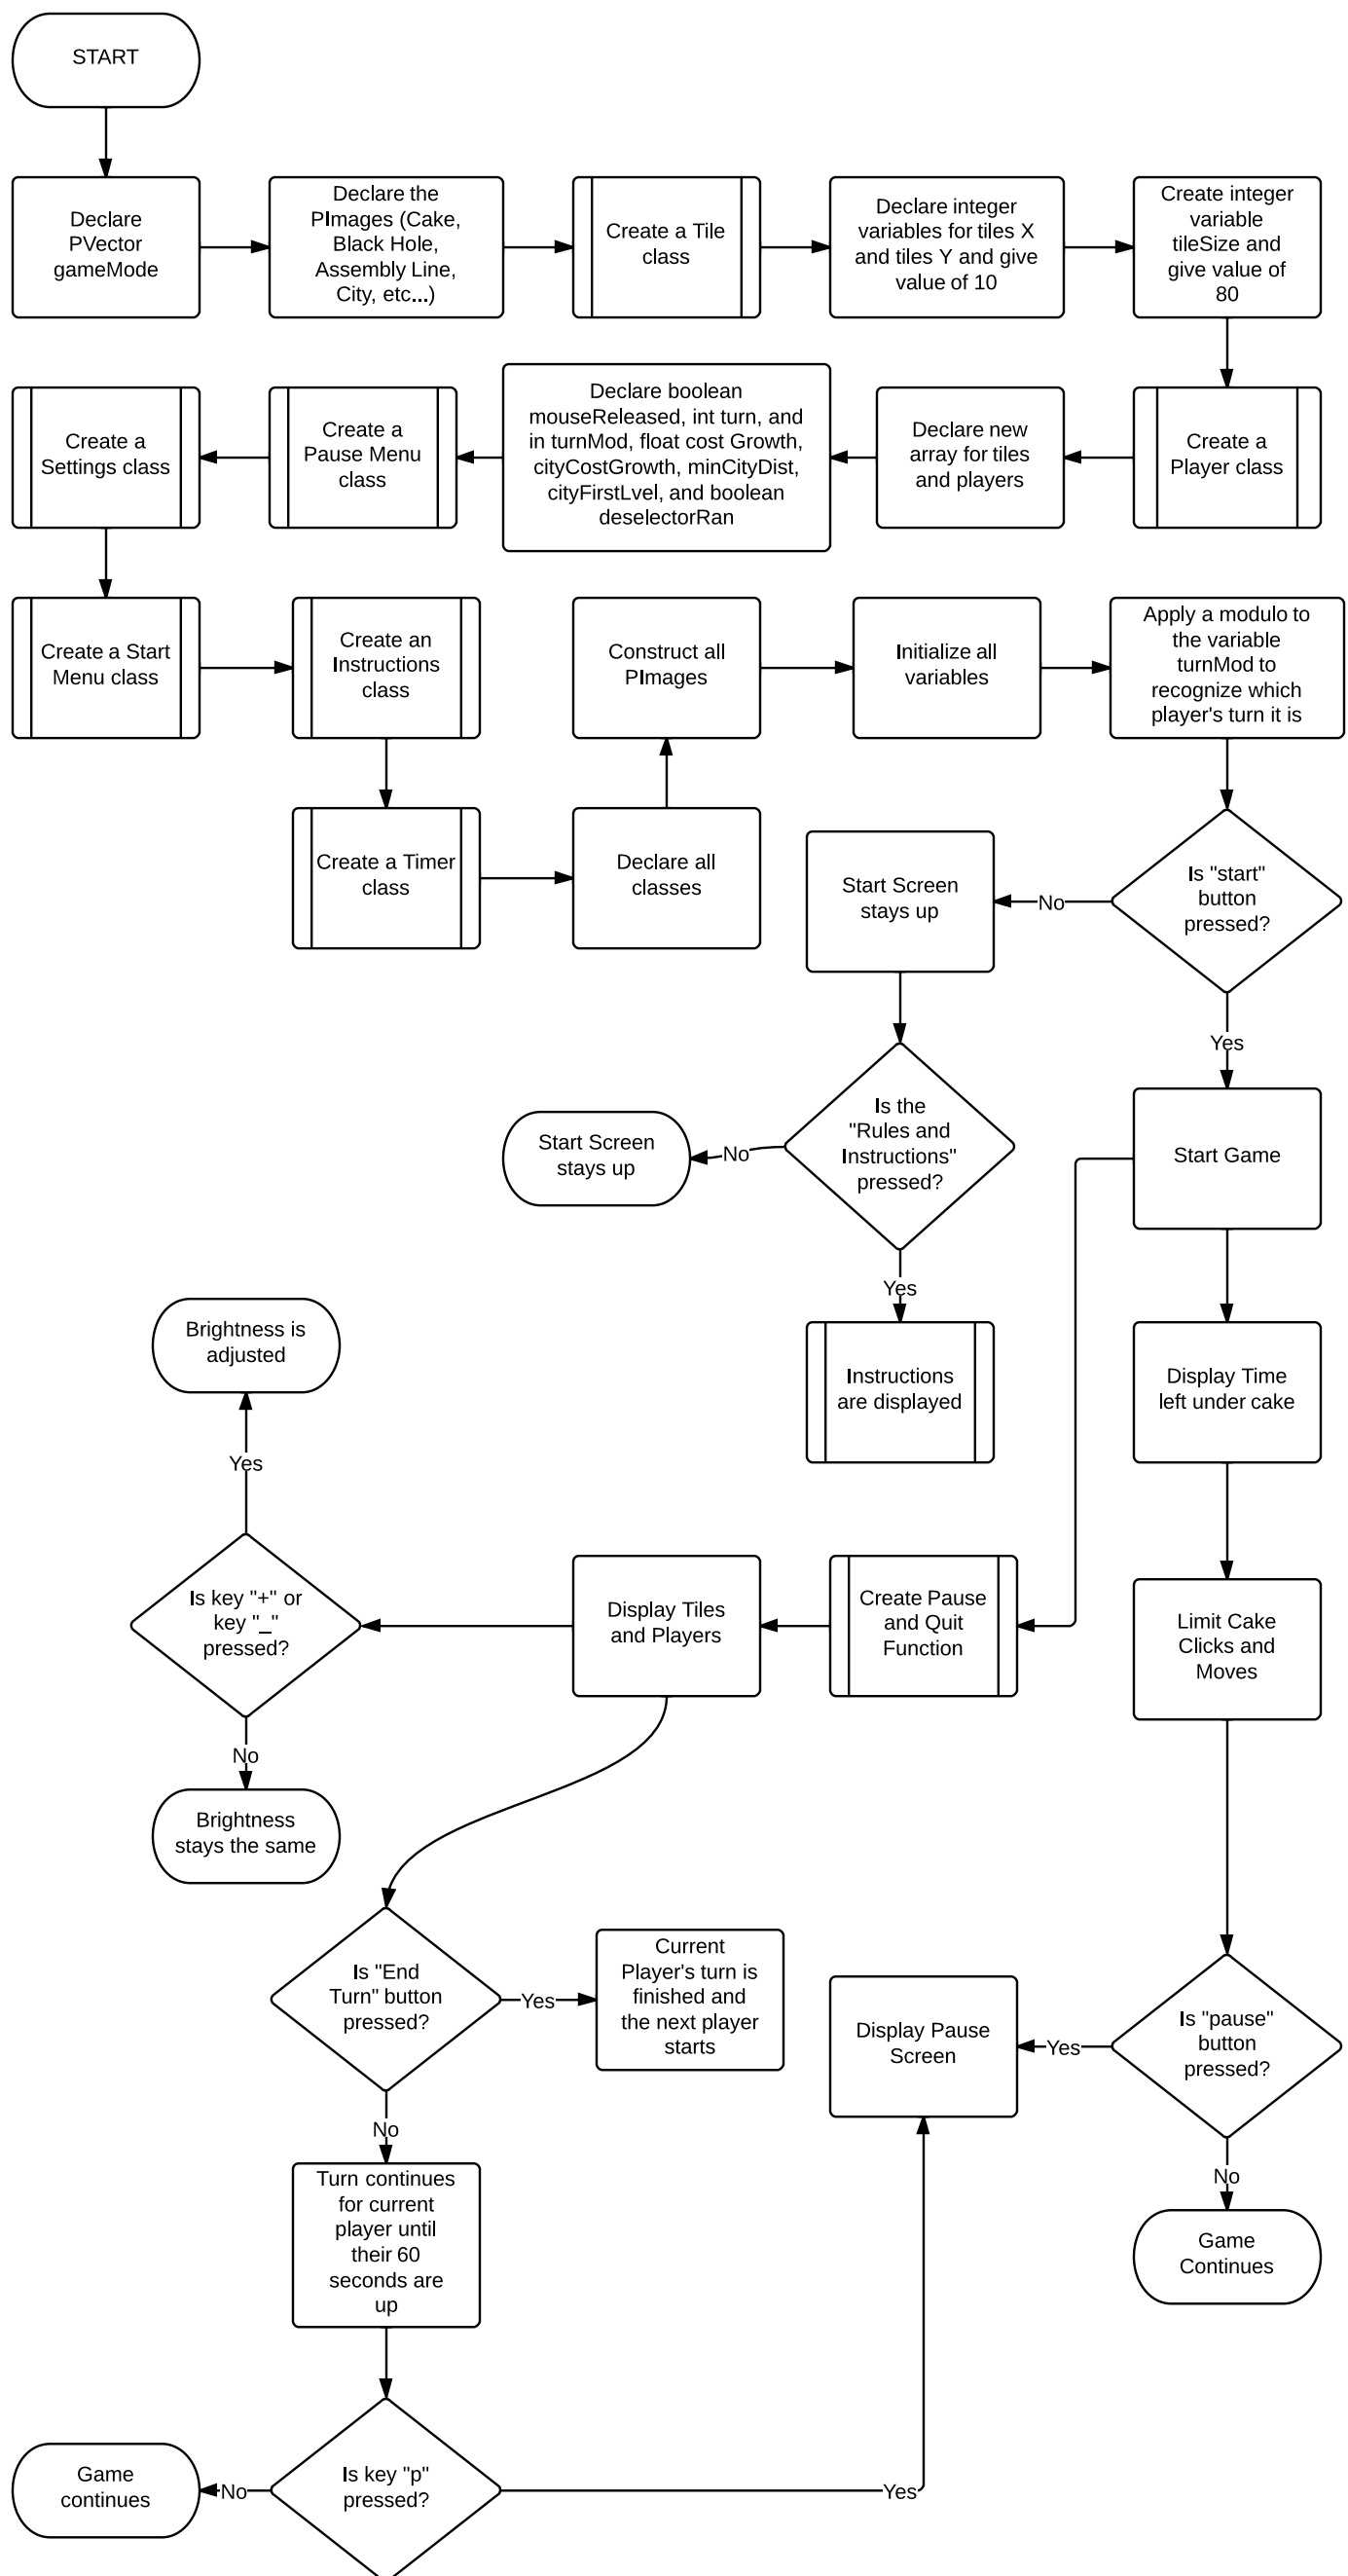 START
Declare
PVector
gameMode
Declare the
PImages (Cake,
Black Hole,
Assembly Line,
City, etc...)
Create a Tile
class
Declare integer
variables for tiles X
and tiles Y and give
value of 10
Create integer
variable
tileSize and
give value of
80
Create a
Settings class
Create a
Pause Menu
class
Declare boolean
mouseReleased, int turn, and
in turnMod, float cost Growth,
cityCostGrowth, minCityDist,
cityFirstLvel, and boolean
deselectorRan
Declare new
array for tiles
and players
Create a
Player class
Create a Start
Menu class
Create an
Instructions
class
Construct all
PImages
Initialize all
variables
Apply a modulo to
the variable
turnMod to
recognize which
player's turn it is
Create a Timer
class
Declare all
classes
Start Screen
stays up
No
Is "start"
button
pressed?
Yes
Start Screen
stays up
No
Is the
"Rules and
Instructions"
pressed?
Start Game
Yes
Brightness is
adjusted
Instructions
are displayed
Display Time
left under cake
Yes
Is key "+" or
key "_"
pressed?
Display Tiles
and Players
Create Pause
and Quit
Function
Limit Cake
Clicks and
Moves
No
Brightness
stays the same
Is "End
Turn" button
pressed?
Yes
Current
Player's turn is
finished and
the next player
starts
Display Pause
Screen
Yes
Is "pause"
button
pressed?
No
No
Turn continues
for current
player until
their 60
seconds are
up
Game
Continues
Game
continues
No
Is key "p"
pressed?
Yes